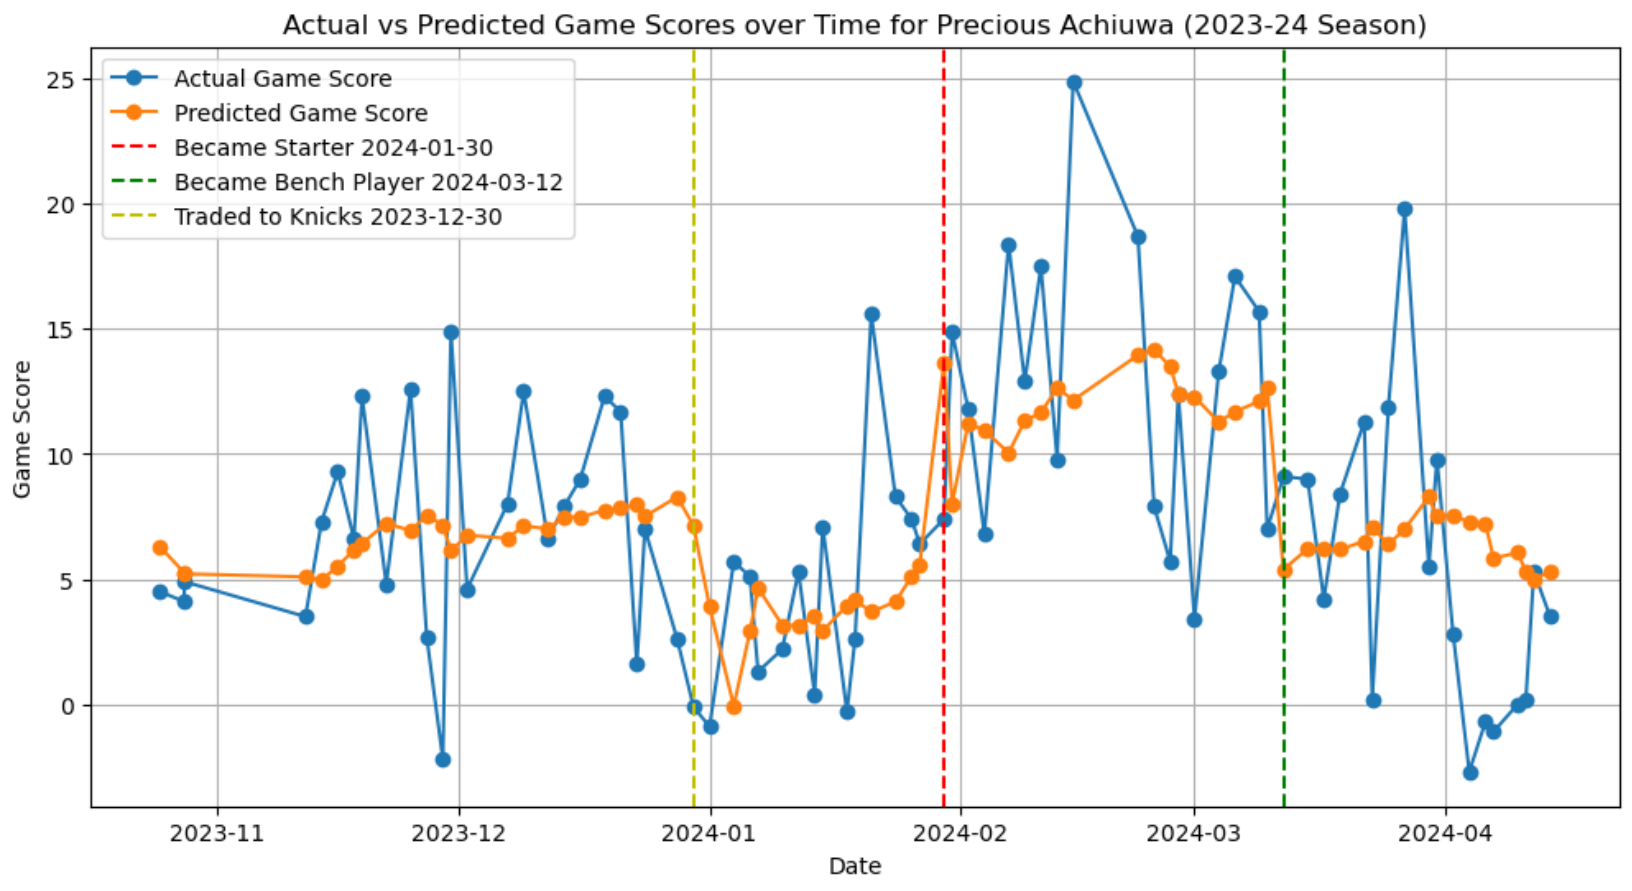 Actual vs Predicted Game Scores over Time for Precious Achiuwa (2023-24 Season)
Actual Game Score
Predicted Game Score
Became Starter 2024-01-30
Became Bench Player 2024-03-12
Traded to Knicks 2023-12-30
25
20
15
10
5
0
Game Score
2023-11
2023-12
2024-01
2024-02
2024-03
2024-04
Date